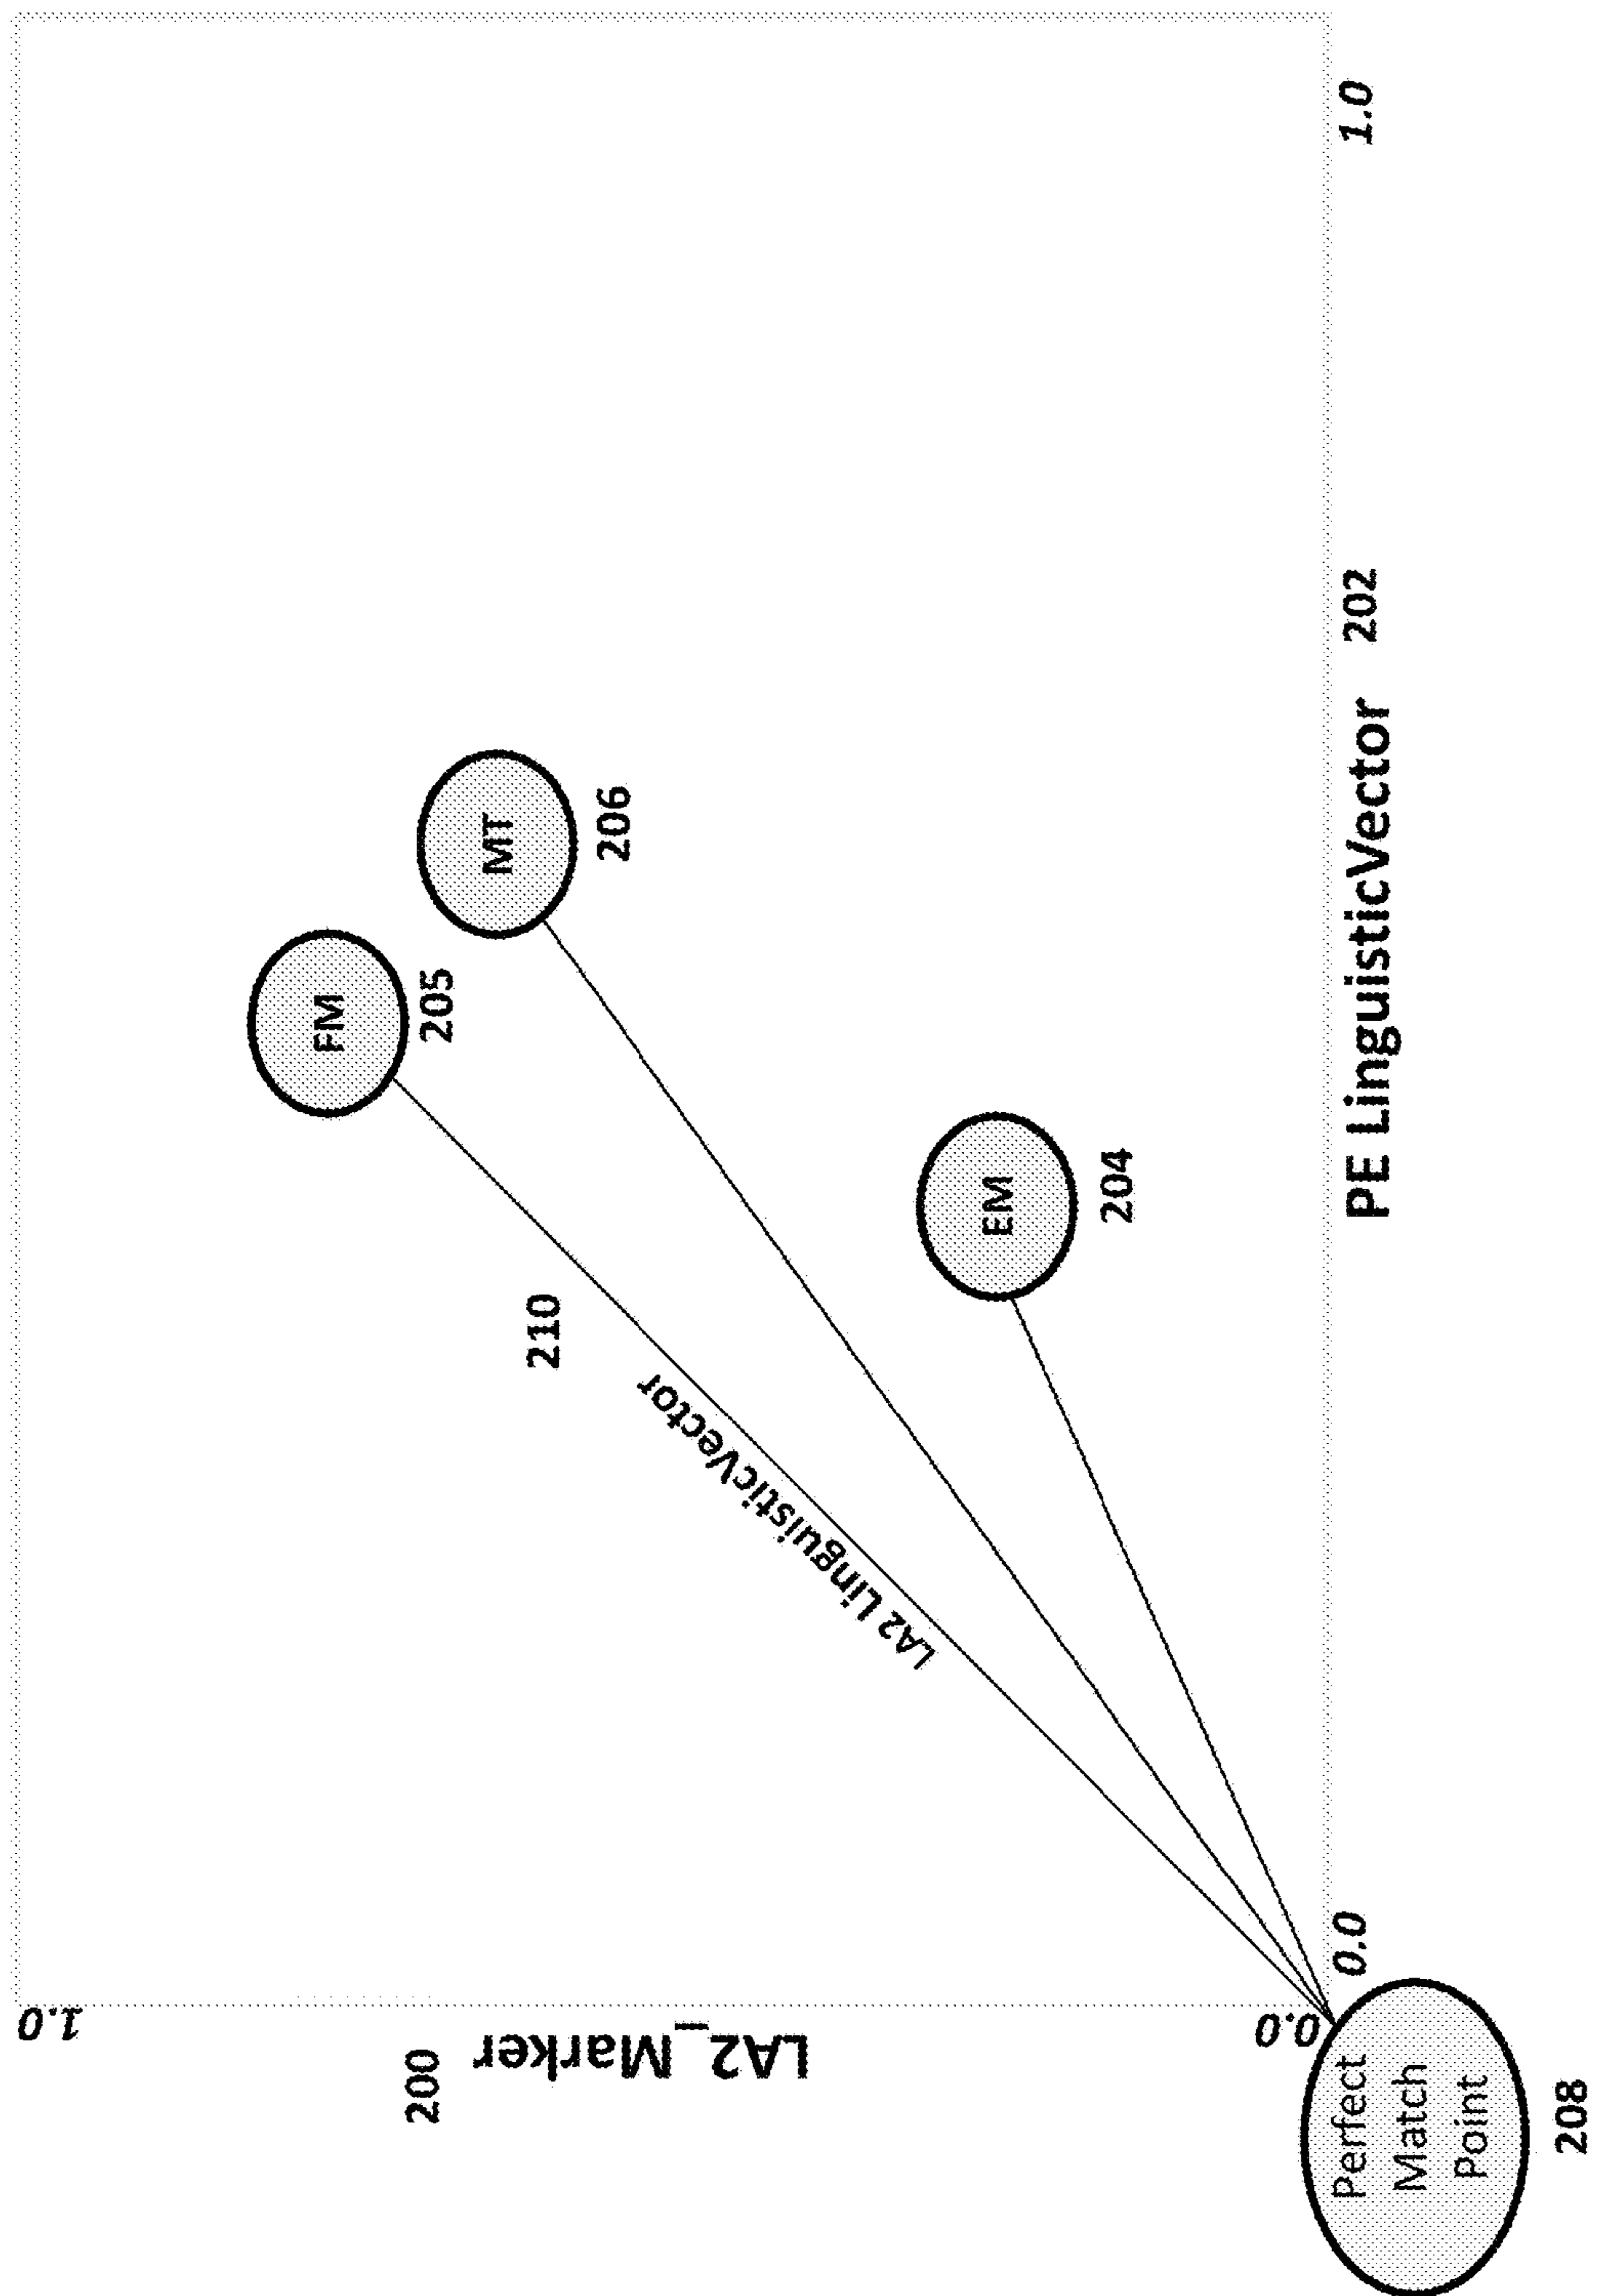 1.0
LA2_Marker
200
FM
205
MT
206
210
LA2 LinguisticVector
EM
204
0.0
0.0
1.0
PE LinguisticVector 202
Perfect
Match
Point
208